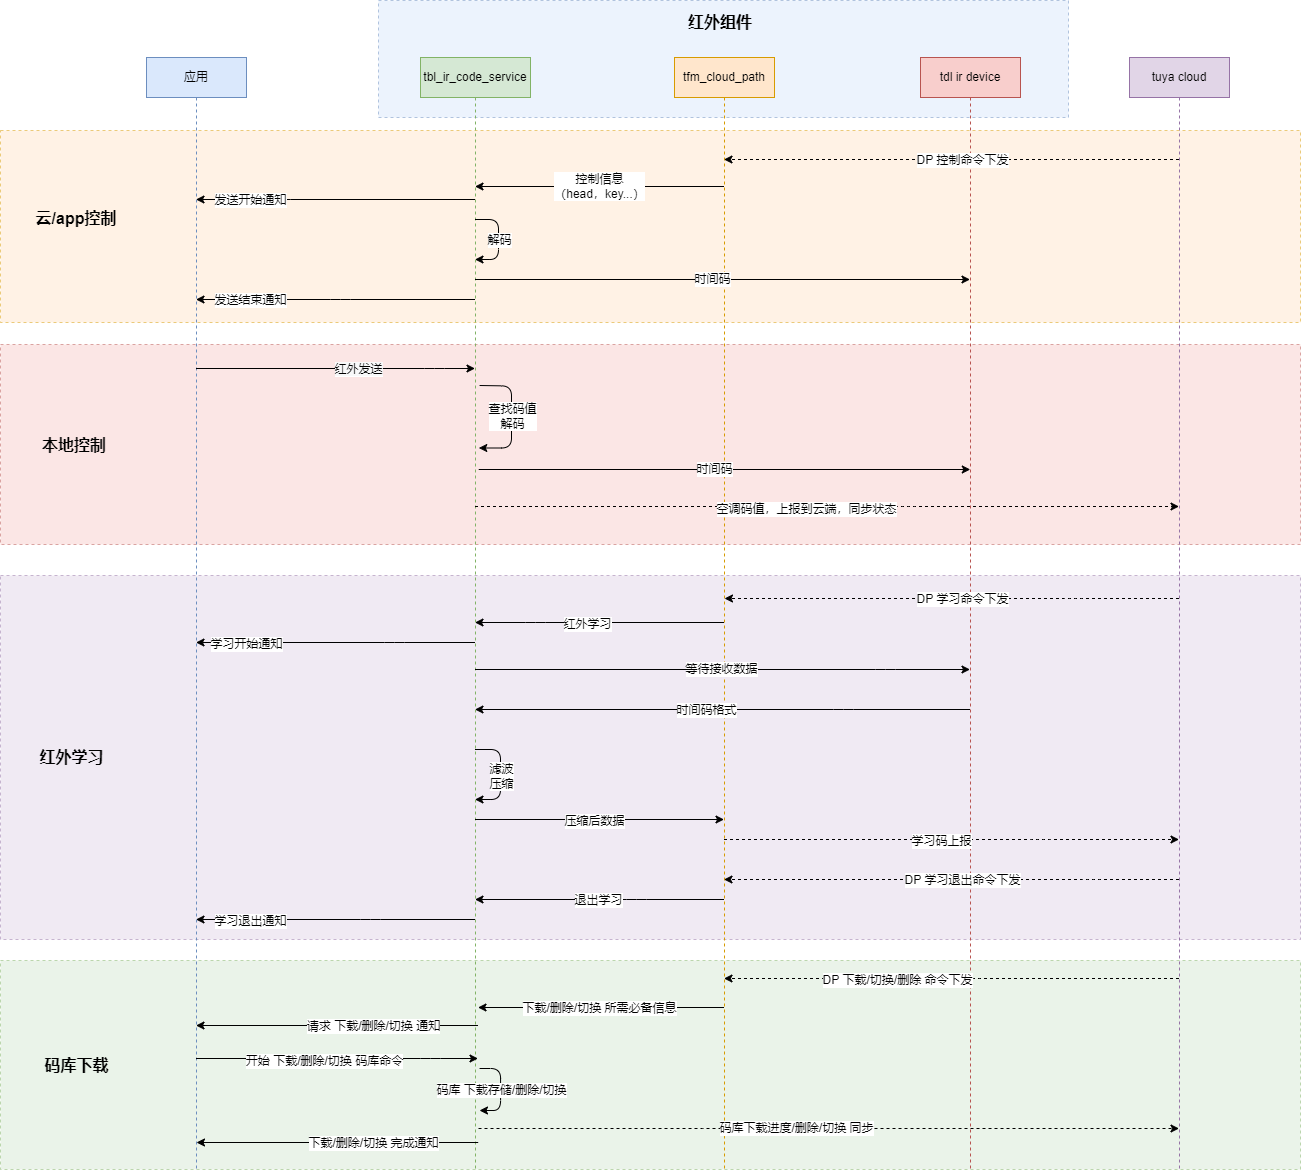 红外组件
应用
tbl_ir_code_service
tfm_cloud_path
tdl ir device
tuya cloud
云/app控制
DP 控制命令下发
控制信息
（head，key...）
发送开始通知
解码
时间码
发送结束通知
本地控制
红外发送
查找码值
解码
时间码
空调码值，上报到云端，同步状态
红外学习
DP 学习命令下发
红外学习
学习开始通知
等待接收数据
时间码格式
滤波
压缩
压缩后数据
学习码上报
DP 学习退出命令下发
退出学习
学习退出通知
码库下载
DP 下载/切换/删除 命令下发
下载/删除/切换 所需必备信息
请求 下载/删除/切换 通知
开始 下载/删除/切换 码库命令
码库 下载存储/删除/切换
码库下载进度/删除/切换 同步
下载/删除/切换 完成通知